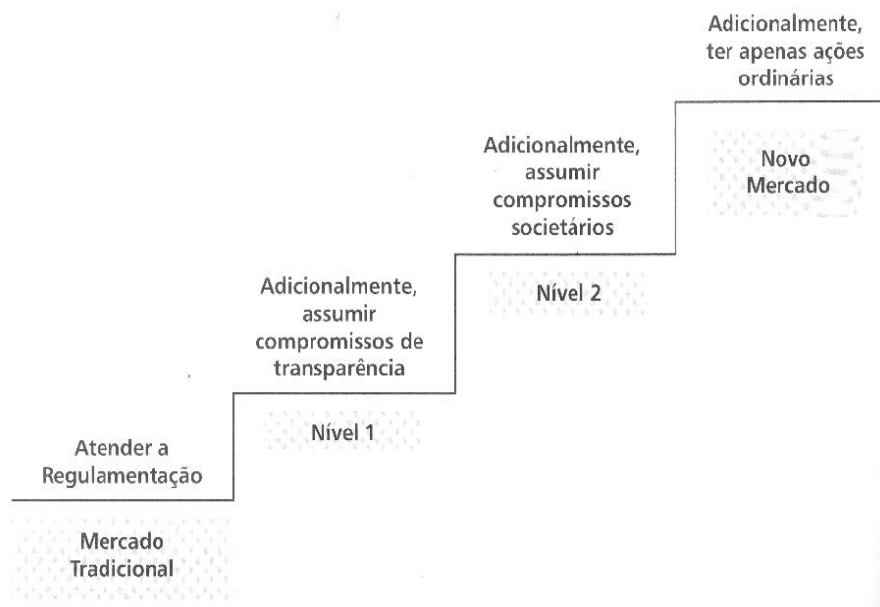 Adicionalmente,
ter apenas ações
ordinárias
Novo
Mercado
Adicionalmente,
assumir
compromissos
societários
Nível 2
Adicionalmente,
assumir
compromissos de
transparência
Nível 1
Atender a
Regulamentação
Mercado
Tradicional